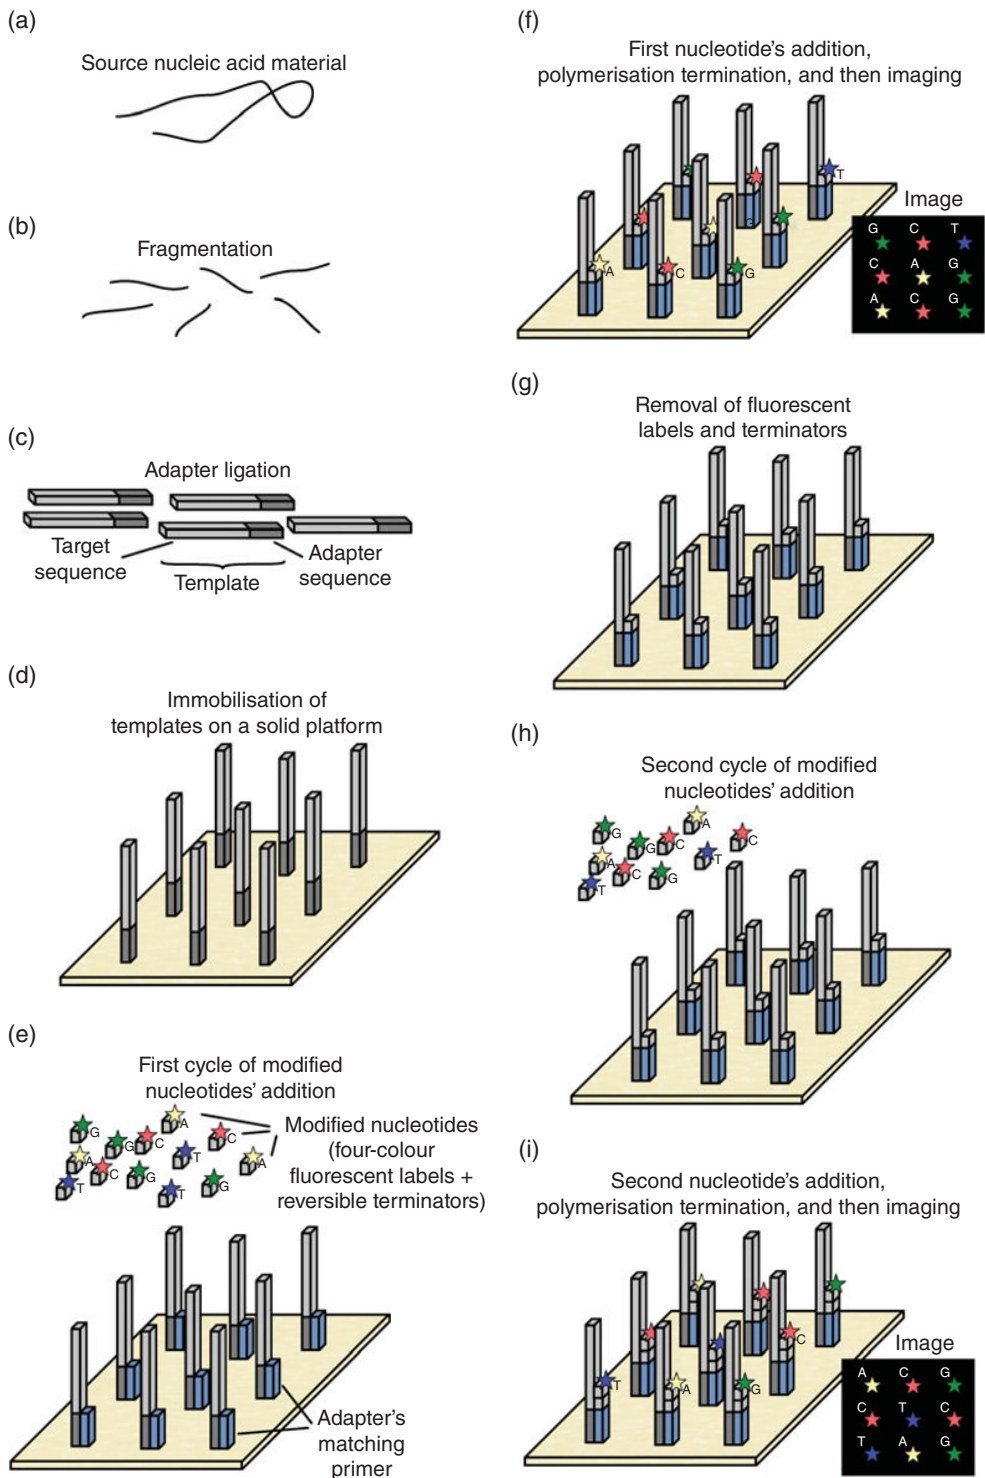 (a)
Source nucleic acid material
(b)
Fragmentation
(c)
Adapter ligation
Target
sequence
Template
Adapter
sequence
(d)
Immobilisation of
templates on a solid platform
(e)
First cycle of modified
nucleotides' addition
A
G
G
C
C
T
A
A
C
G
T
T
G
Modified nucleotides
(four-colour
fluorescent labels +
reversible terminators)
Adapter's
matching
primer
(f)
First nucleotide's addition,
polymerisation termination, and then imaging
T
G
A
C
G
Image
G C T
C A G
A C G
(g)
Removal of fluorescent
labels and terminators
(h)
Second cycle of modified
nucleotides' addition
A
G
G
C
C
A
T
C
G
T
(i)
Second nucleotide's addition,
polymerisation termination, and then imaging
C
T
A
G
Image
A C G
C T C
T A G